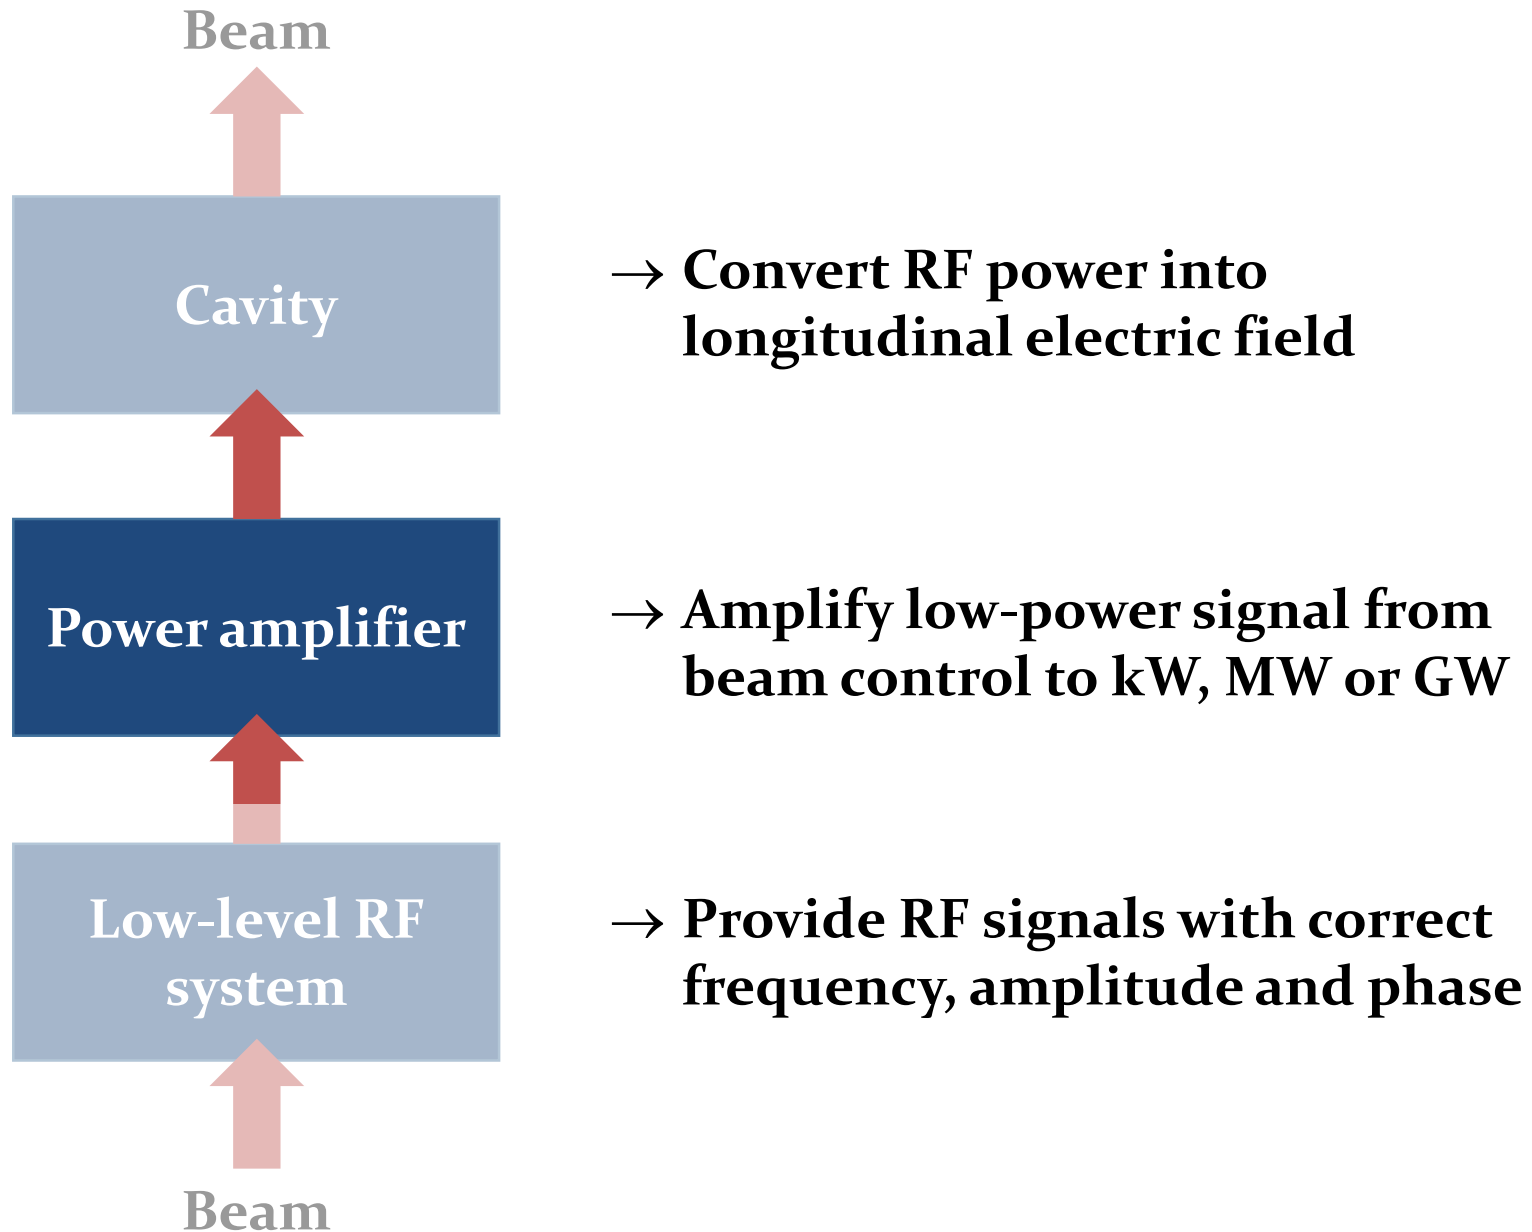 Beam
Cavity
→ Convert RF power into
longitudinal electric field
Power amplifier
→ Amplify low-power signal from
beam control to kW, MW or GW
Low-level RF
system
→ Provide RF signals with correct
frequency, amplitude and phase
Beam